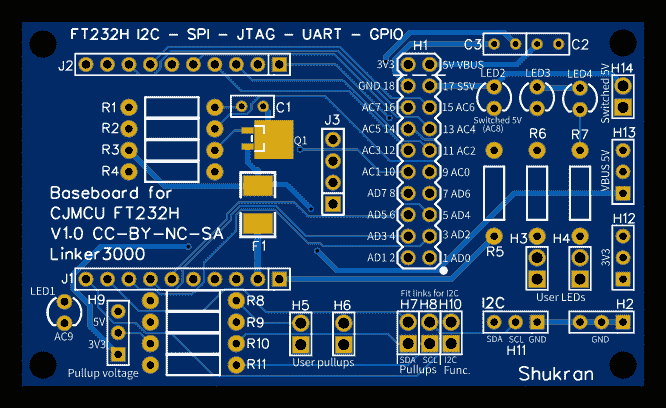 FT232H I2C - SPI - JTAG - UART - GPIO
H1
C3
C2
J2
3V3
5V VBUS
LED2
LED3
LED4
H14
GND 18
17 S5V
R1
C1
AC7 16
15 AC6
Switched 5V
(AC8)
Switched 5V
R2
J3
AC5 14
13 AC4
R6
R7
H13
R3
Q1
AC3 12
11 AC2
R4
AC1 10
9 AC0
VBUS 5V
Baseboard for
CJMCU FT232H
V1.0 CC-BY-NC-SA
Linker3000
AD7 8
7 AD6
AD5 6
5 AD4
H12
AD3 4
3 AD2
F1
R5
H3
H4
AD1 2
1 AD0
3V3
J1
LED1
H9
R8
H5
H6
Fit links for I2C
H7
H8
H10
User LEDs
I2C
H2
5V
R9
AC9
3V3
R10
SDA
SCL
GND
H11
GND
Pullup voltage
R11
User pullups
SDA
SCL
I2C
Pullups
Func.
Shukran